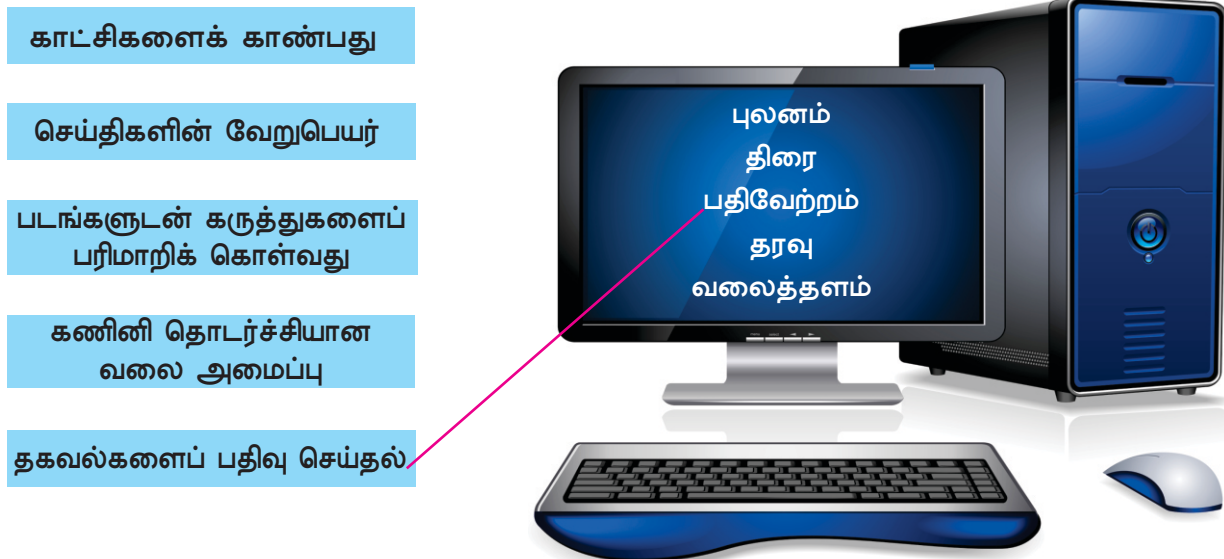 காட்சிகளைக் காண்பது
செய்திகளின் வேறுபெயர்
படங்களுடன் கருத்துகளைப்
பரிமாறிக் கொள்வது
கணினி தொடர்ச்சியான
வலை அமைப்பு
தகவல்களைப் பதிவு செய்தல்
புலனம்
திரை
பதிவேற்றம்
தரவு
வலைத்தளம்